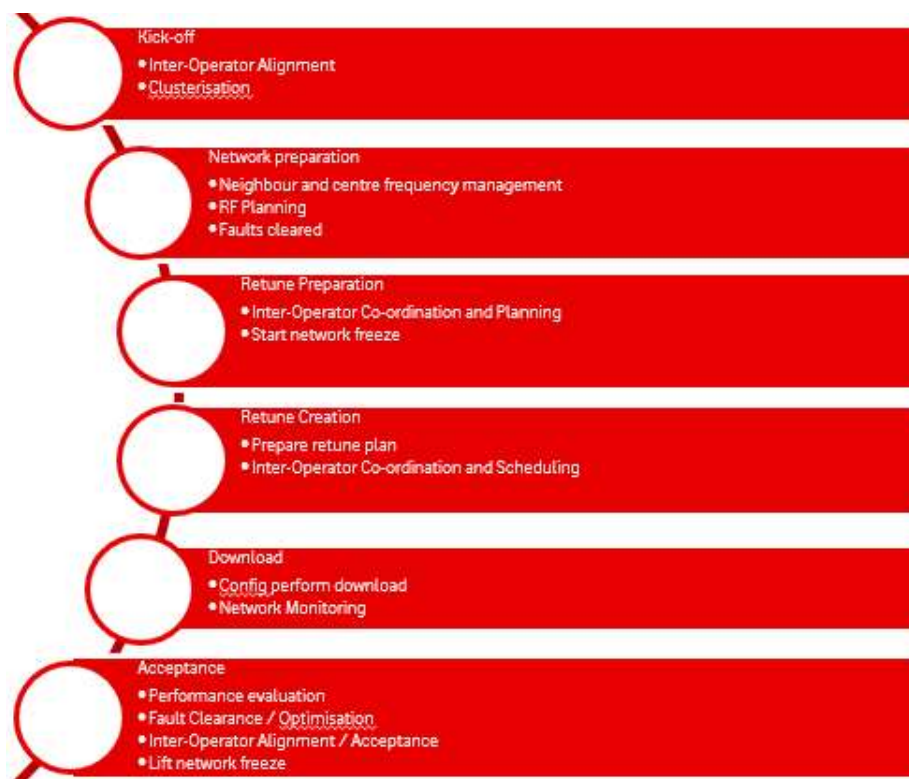 Kick-off
•Inter-Operator Alignment
•Clusterisation
Network preparation
•Neighbour and centre frequency management
•RF Planning
•Faults cleared
Retune Preparation
•Inter-Operator Co-ordination and Planning
•Start network freeze
Retune Creation
•Prepare retune plan
•Inter-Operator Co-ordination and Scheduling
Download
•Config perform download
•Network Monitoring
Acceptance
•Performance evaluation
•Fault Clearance / Optimisation
•Inter-Operator Alignment / Acceptance
•Lift network freeze